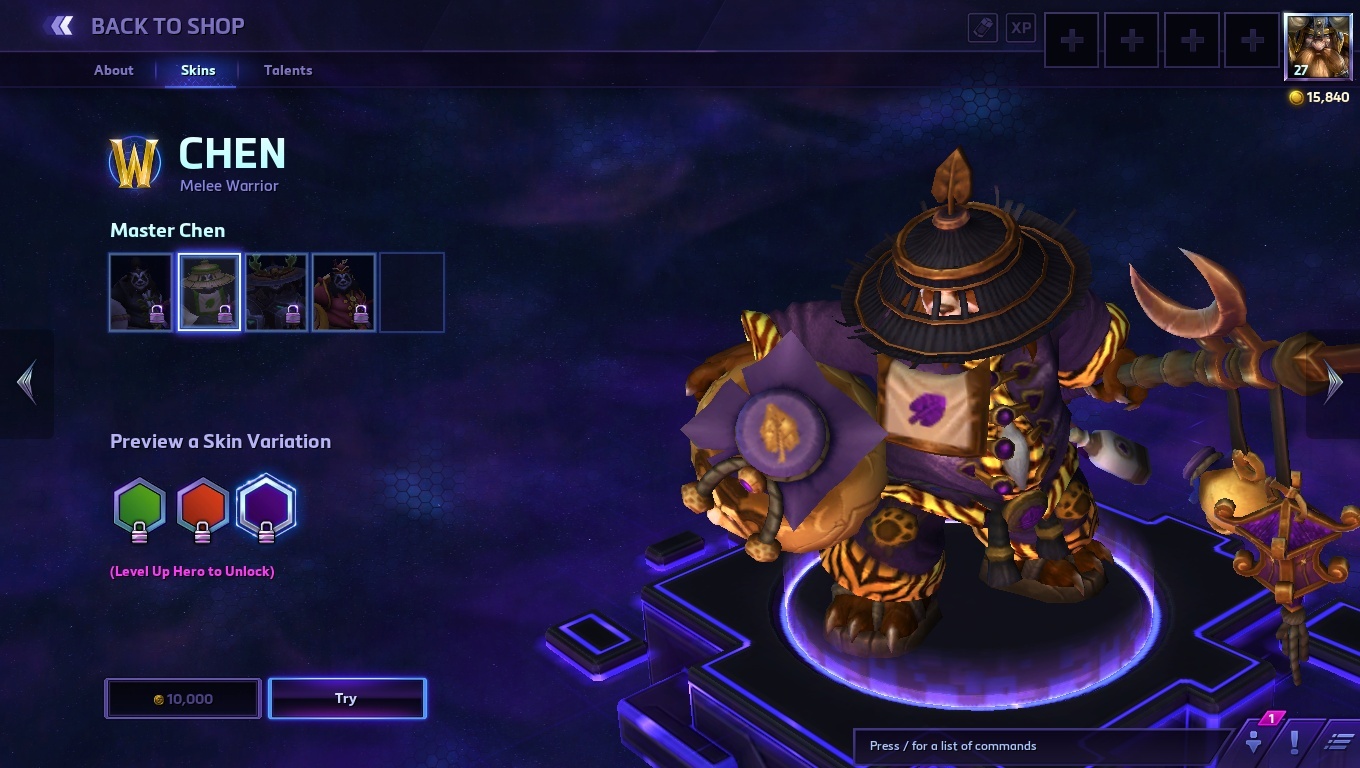 BACK TO SHOP
XP
27
15,840
About
Skins
Talents
W
CHEN
Melee Warrior
Master Chen
Preview a Skin Variation
(Level Up Hero to Unlock)
10,000
Try
Press / for a list of commands
1
!